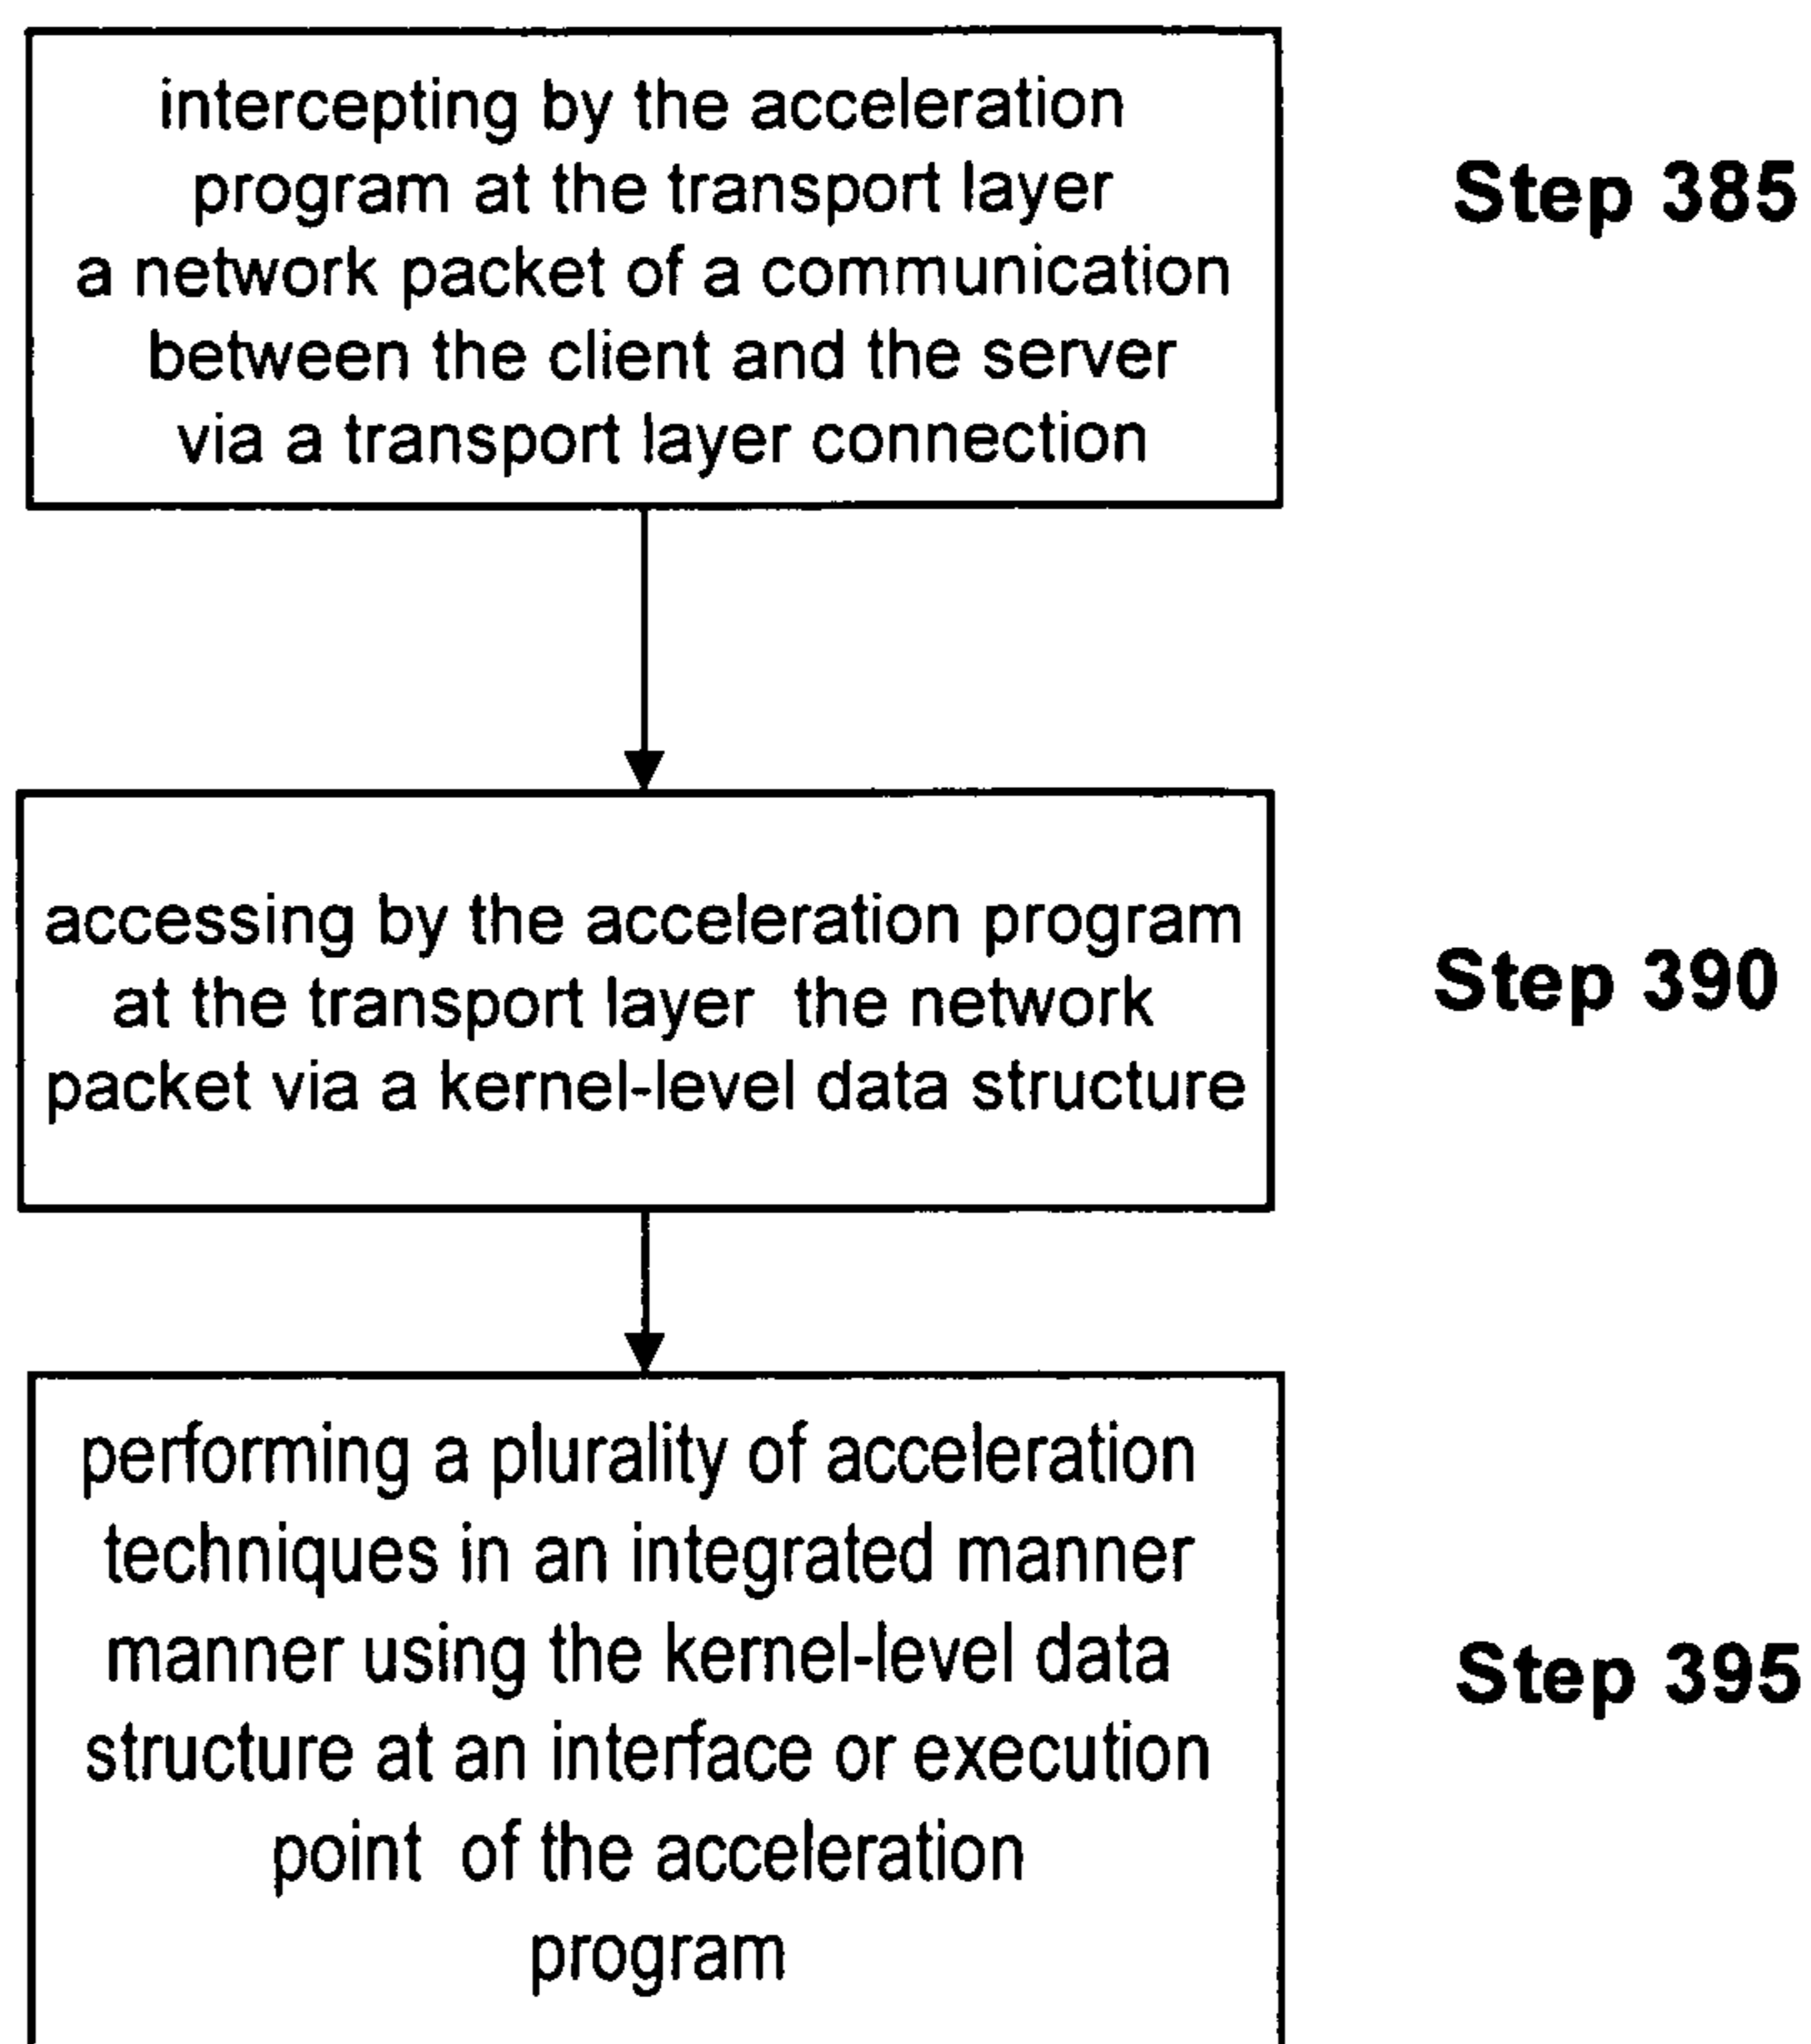 intercepting by the acceleration
program at the transport layer
a network packet of a communication
between the client and the server
via a transport layer connection
Step 385
accessing by the acceleration program
at the transport layer the network
packet via a kernel-level data structure
Step 390
performing a plurality of acceleration
techniques in an integrated manner
manner using the kernel-level data
structure at an interface or execution
point of the acceleration
program
Step 395